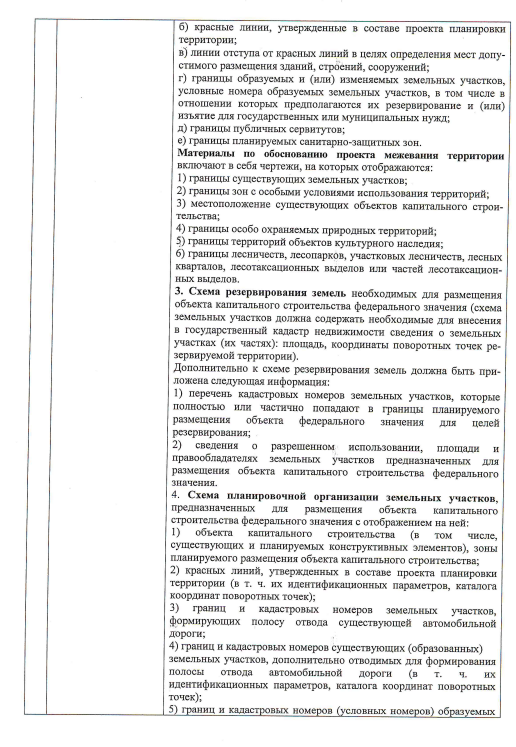 б) красные линии, утвержденные в составе проекта планировки
территории;
в) линии отступа от красных линий в целях определения мест допу-
стимого размещения зданий, строений, сооружений;
г) границы образуемых и (или) изменяемых земельных участков,
условные номера образуемых земельных участков, в том числе в
отношении которых предполагаются их резервирование и (или)
изъятие для государственных или муниципальных нужд;
д) границы публичных сервитутов;
е) границы планируемых санитарно-защитных зон.
Материалы по обоснованию проекта межевания территории
включают в себя чертежи, на которых отображаются:
1) границы существующих земельных участков;
2) границы зон с особыми условиями использования территорий;
3) местоположение существующих объектов капитального строи-
тельства;
4) границы особо охраняемых природных территорий;
5) границы территорий объектов культурного наследия;
6) границы лесничеств, лесопарков, участковых лесничеств, лесных
кварталов, лесотаксационных выделов или частей лесотаксацион-
ных выделов.
3. Схема резервирования земель необходимых для размещения
объекта капитального строительства федерального значения (схема
земельных участков должна содержать необходимые для внесения
в государственный кадастр недвижимости сведения о земельных
участках (их частях): площадь, координаты поворотных точек ре-
зервируемой территории).
Дополнительно к схеме резервирования земель должна быть при-
ложена следующая информация:
1) перечень кадастровых номеров земельных участков, которые
полностью или частично попадают в границы планируемого
размещения объекта федерального значения для целей
резервирования;
2) сведения о разрешенном использовании, площади и
правообладателях земельных участков предназначенных для
размещения объекта капитального строительства федерального
значения.
4. Схема планировочной организации земельных участков,
предназначенных для размещения объекта капитального
строительства федерального значения с отображением на ней:
1) объекта капитального строительства (в том числе,
существующих и планируемых конструктивных элементов), зоны
планируемого размещения объекта капитального строительства;
2) красных линий, утвержденных в составе проекта планировки
территории (в т. ч. их идентификационных параметров, каталога
координат поворотных точек);
3) границ и кадастровых номеров земельных участков,
формирующих полосу отвода существующей автомобильной
дороги;
4) границ и кадастровых номеров существующих (образованных)
земельных участков, дополнительно отводимых для формирования
полосы отвода автомобильной дороги (в т. ч. их
идентификационных параметров, каталога координат поворотных
точек);
5) границ и кадастровых номеров (условных номеров) образуемых